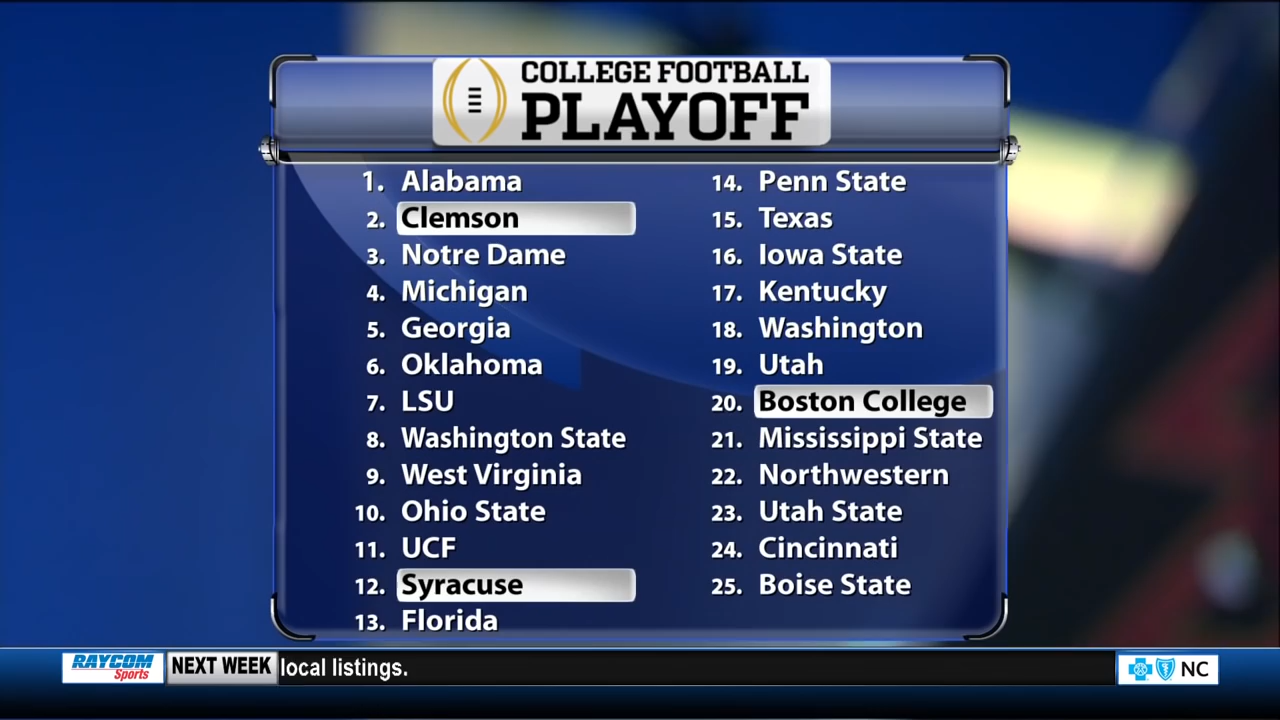 COLLEGE FOOTBALL
PLAYOFF
1. Alabama
2. Clemson
3. Notre Dame
4. Michigan
5. Georgia
6. Oklahoma
7. LSU
8. Washington State
9. West Virginia
10. Ohio State
11. UCF
12. Syracuse
13. Florida
14. Penn State
15. Texas
16. Iowa State
17. Kentucky
18. Washington
19. Utah
20. Boston College
21. Mississippi State
22. Northwestern
23. Utah State
24. Cincinnati
25. Boise State
RAYCOM
Sports
NEXT WEEK
local listings.
NC